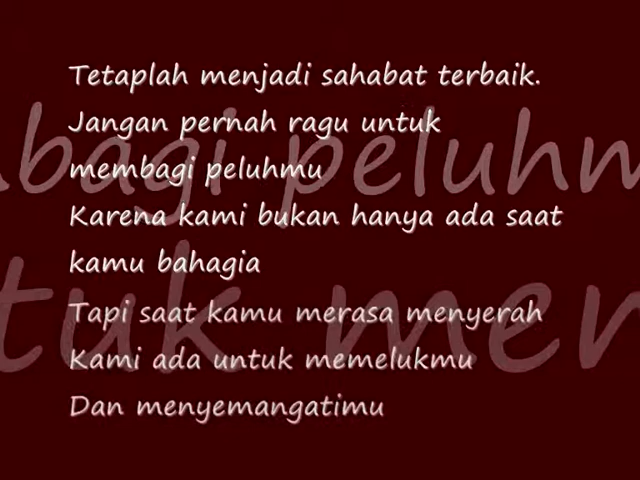 Tetaplah menjadi sahabat terbaik.
Jangan pernah ragu untuk
membagi peluhmu
Karena kami bukan hanya ada saat
kamu bahagia
Tapi saat kamu merasa menyerah
Kami ada untuk memelukmu
Dan menyemangatimu